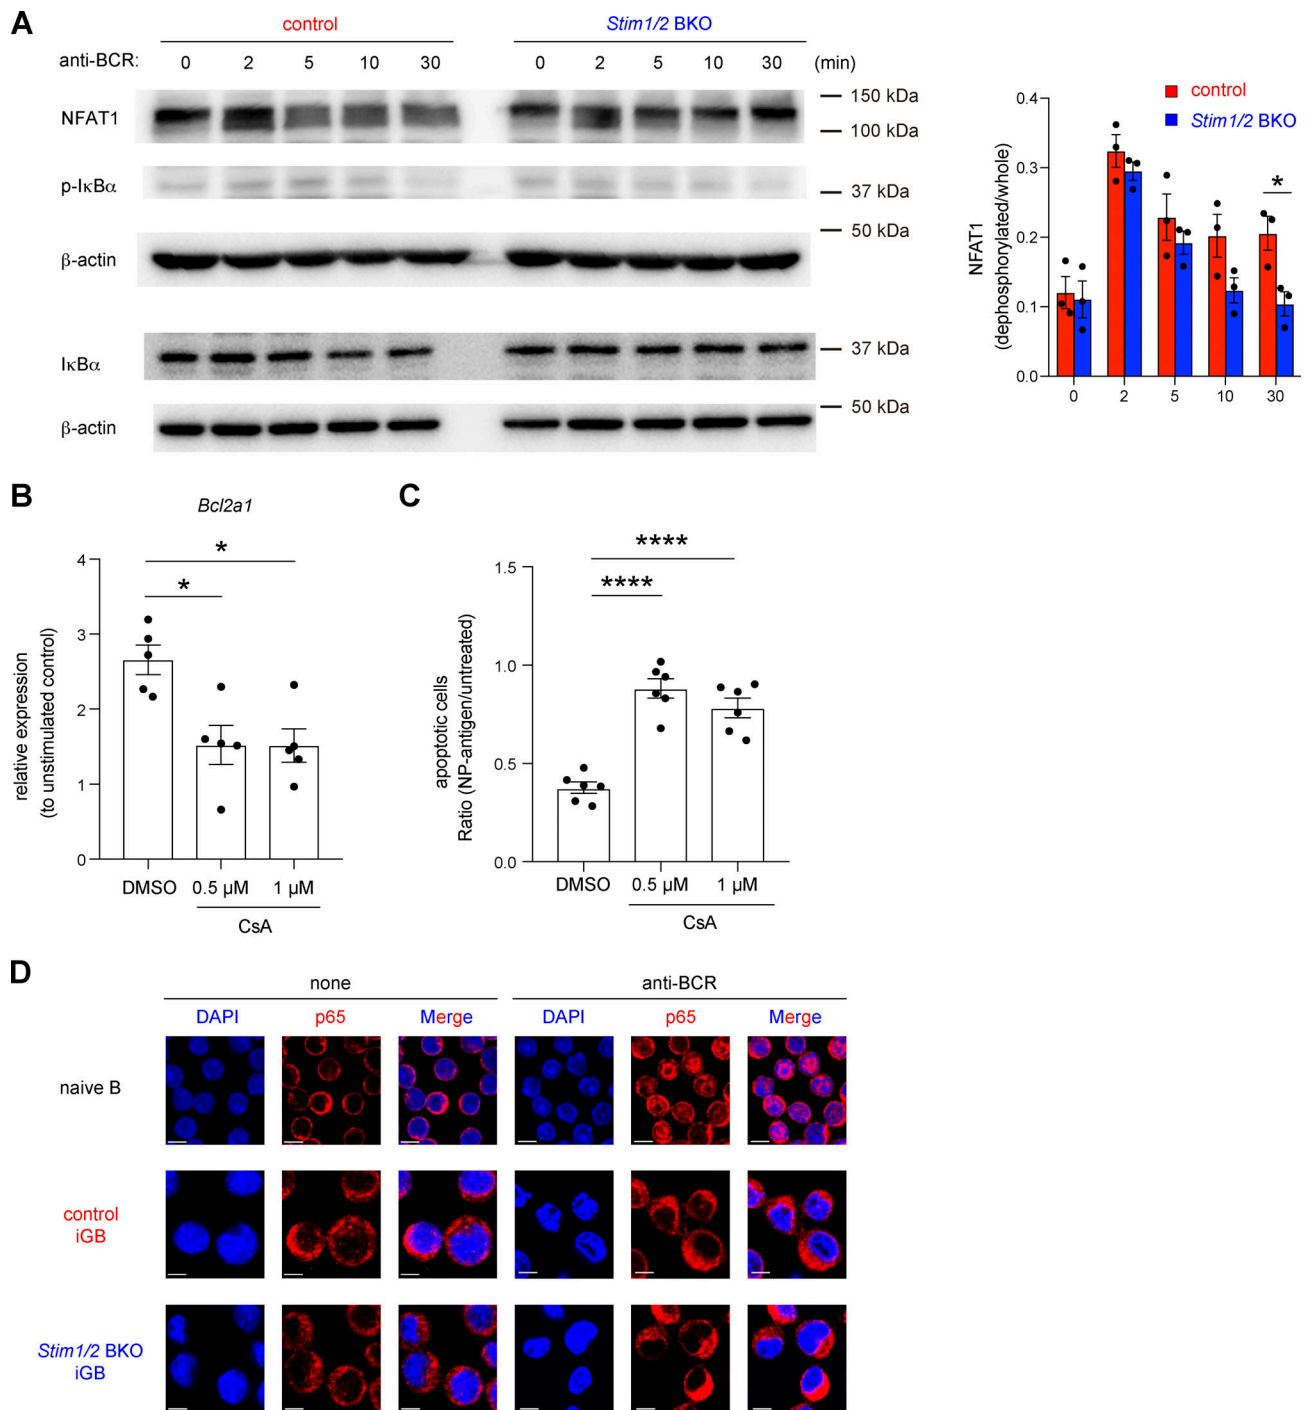 A
control
Stim1/2 BKO
anti-BCR: 0 2 5 10 30 0 2 5 10 30 (min)
NFAT1
150 kDa
100 kDa
p-IκBα
37 kDa
50 kDa
β-actin
IκBα
37 kDa
50 kDa
β-actin
control
Stim1/2 BKO
NFAT1
(dephosphorylated/whole)
0.4
0.3
0.2
0.1
0.0
*
0 2 5 10 30
B
Bcl2a1
relative expression
(to unstimulated control)
4
3
2
1
0
*
*
DMSO 0.5 μM 1 μM
CsA
C
apoptotic cells
Ratio (NP-antigen/untreated)
1.5
1.0
0.5
0.0
****
****
DMSO 0.5 μM 1 μM
CsA
D
none anti-BCR
DAPI p65 Merge DAPI p65 Merge
naive B
control
iGB
Stim1/2 BKO
iGB